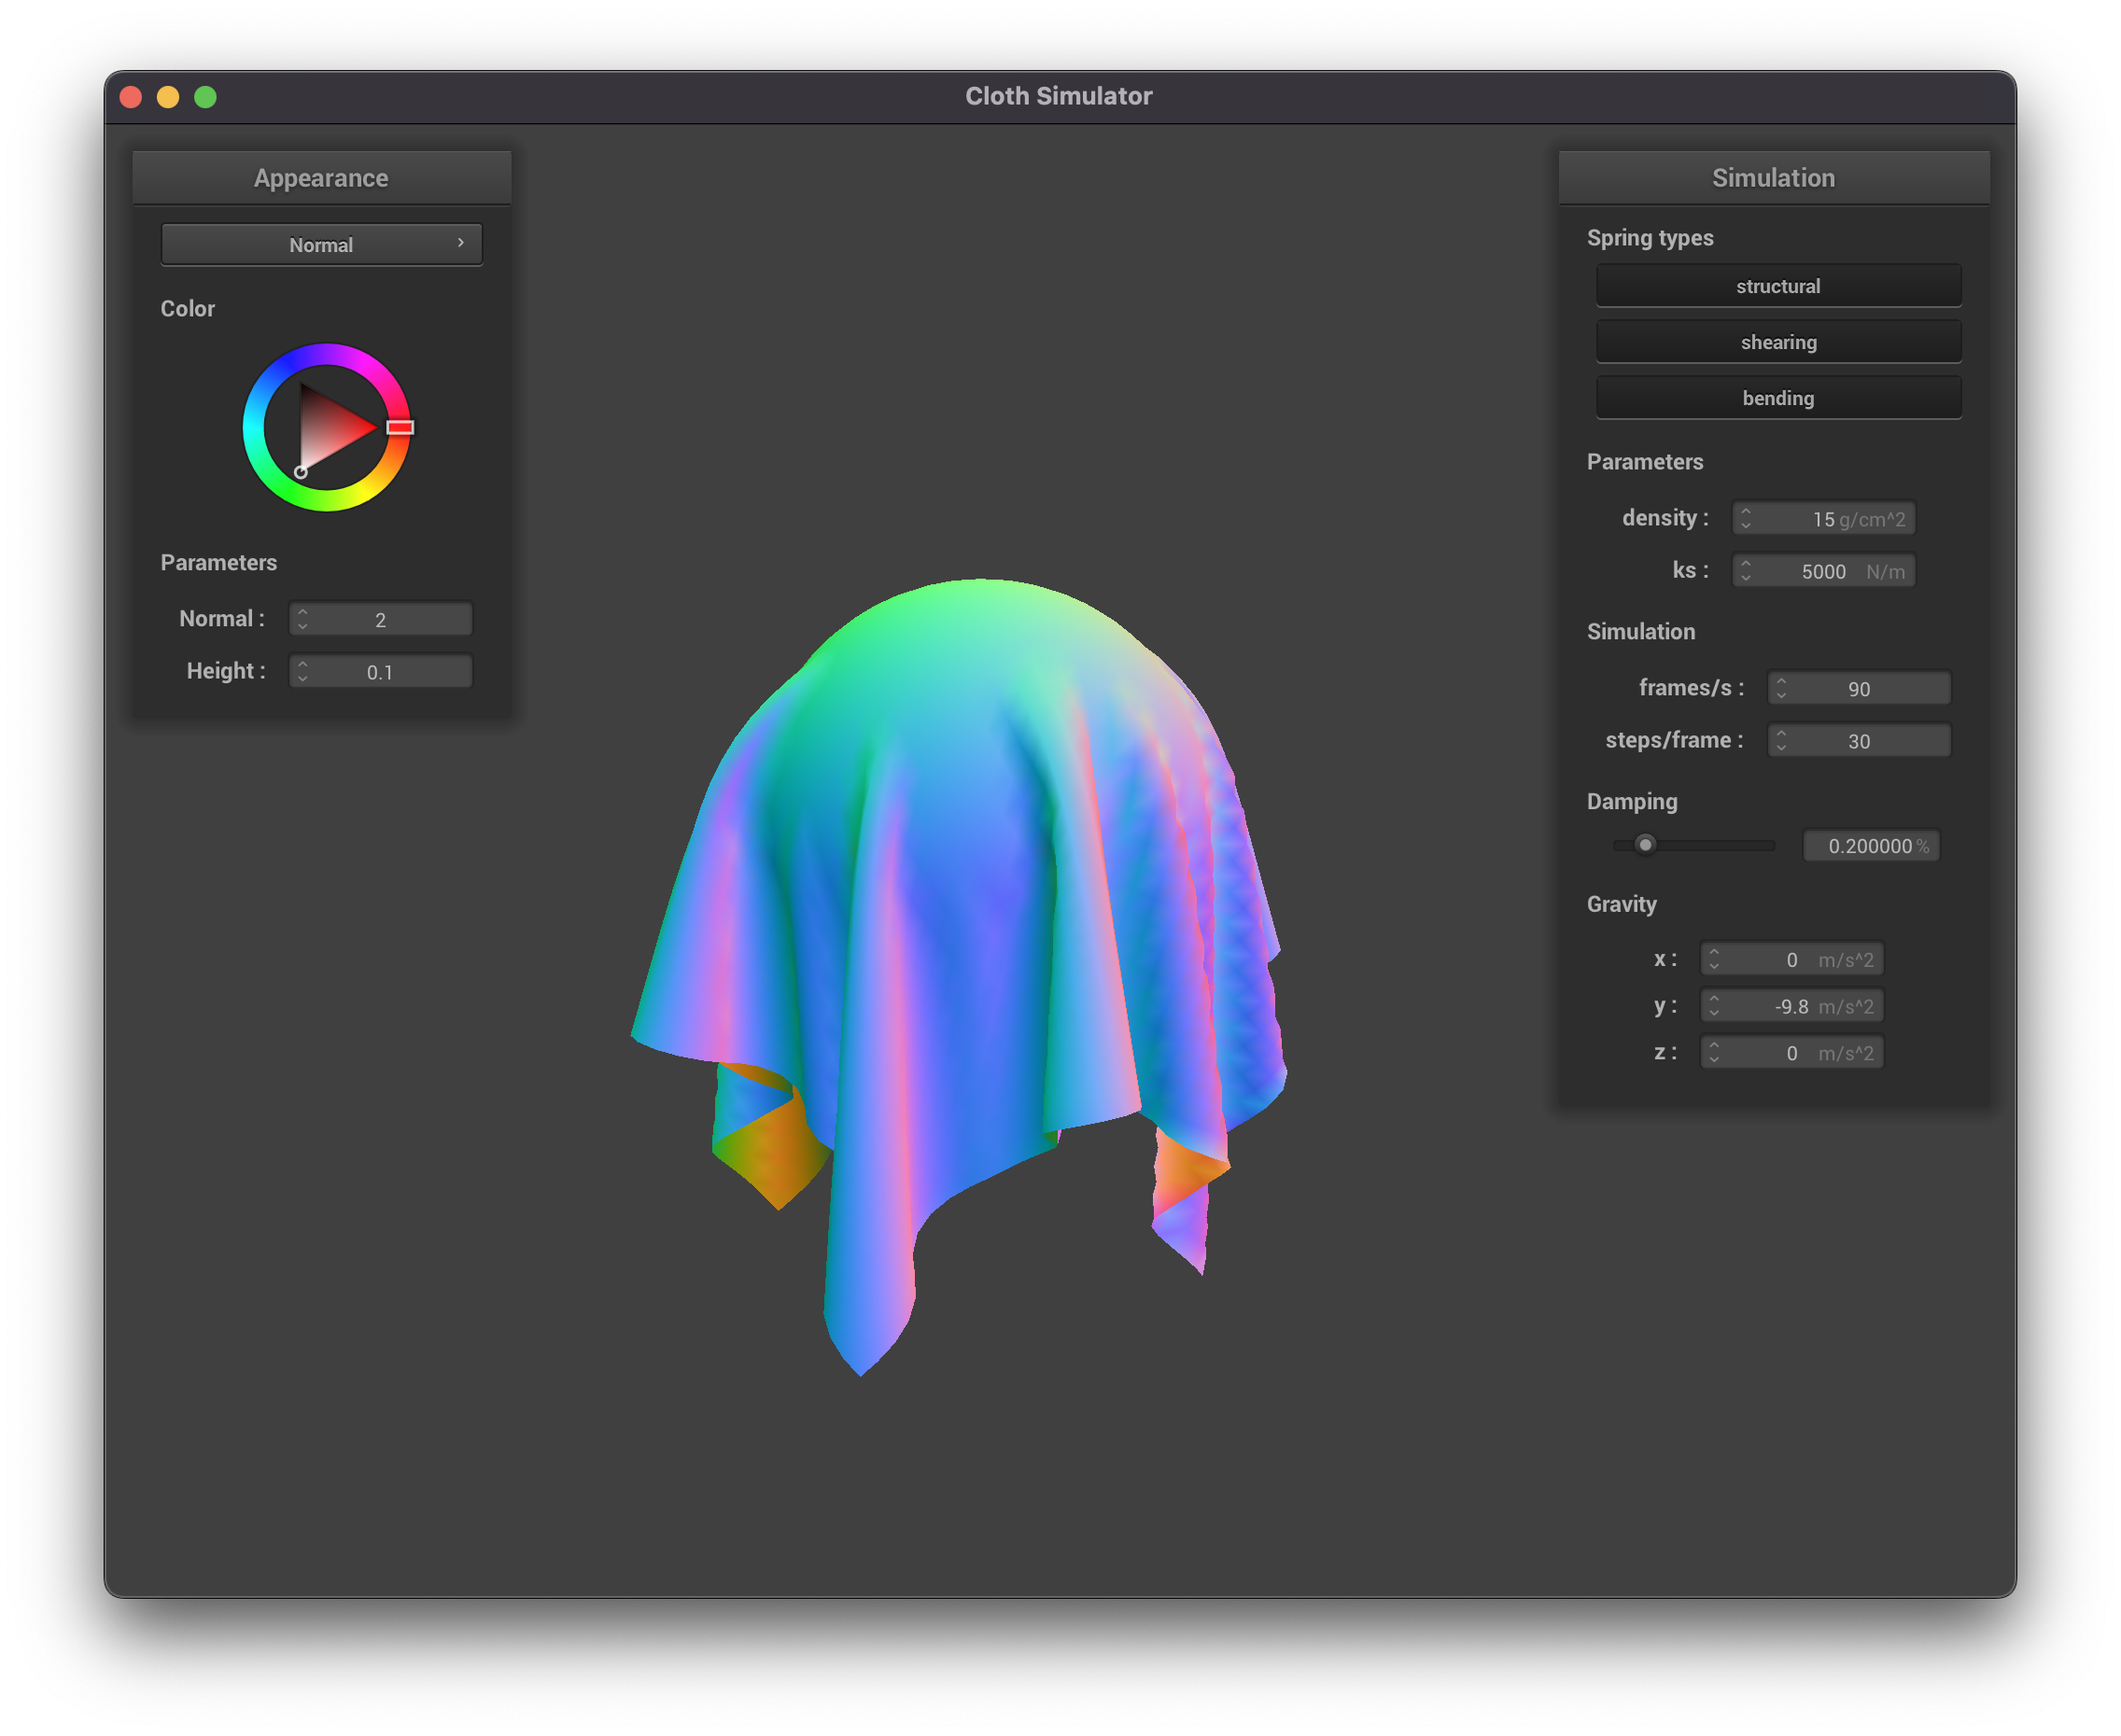 Cloth Simulator
Appearance
Normal
Color
Parameters
Normal : 2
Height : 0.1
Simulation
Spring types
structural
shearing
bending
Parameters
density : 15 g/cm^2
ks : 5000 N/m
Simulation
frames/s : 90
steps/frame : 30
Damping
0.200000 %
Gravity
x : 0 m/s^2
y : -9.8 m/s^2
z : 0 m/s^2